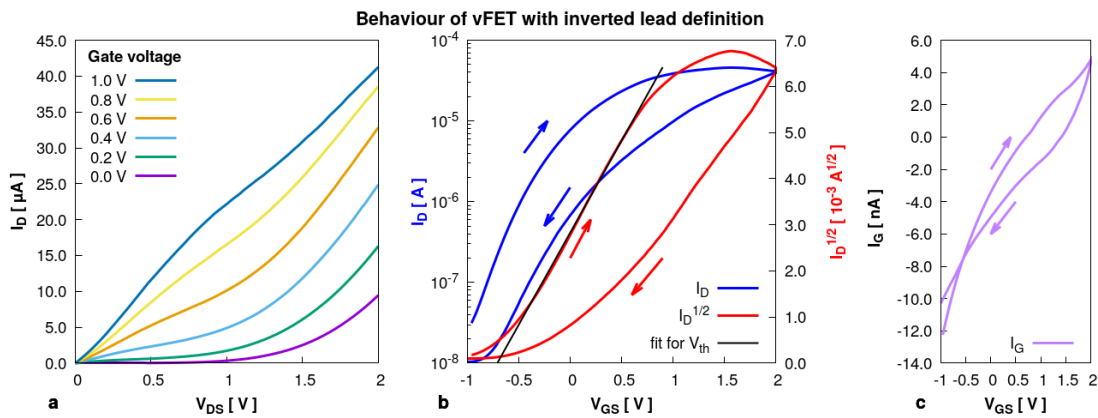 Behaviour of vFET with inverted lead definition
45.0
40.0
35.0
30.0
25.0
20.0
15.0
10.0
5.0
0.0
I_D [ µA ]
Gate voltage
1.0 V
0.8 V
0.6 V
0.4 V
0.2 V
0.0 V
0
0.5
1
1.5
2
V_DS [ V ]
a
10^-4
10^-5
10^-6
10^-7
10^-8
I_D [ A ]
I_D
I_D^1/2
fit for V_th
7.0
6.0
5.0
4.0
3.0
2.0
1.0
0.0
I_D^1/2 [ 10^-3 A^1/2 ]
-1
-0.5
0
0.5
1
1.5
2
V_GS [ V ]
b
6.0
4.0
2.0
0.0
-2.0
-4.0
-6.0
-8.0
-10.0
-12.0
-14.0
I_G [ nA ]
I_G
-1
-0.5
0
0.5
1
1.5
2
V_GS [ V ]
c